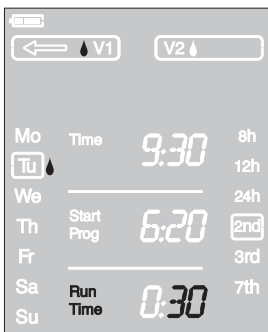 V1 V2
Mo Time 9:30 8h
Tu 12h
We 24h
Th Start Prog 6:20 2nd
Fr 3rd
Sa Run Time 0:30 7th
Su